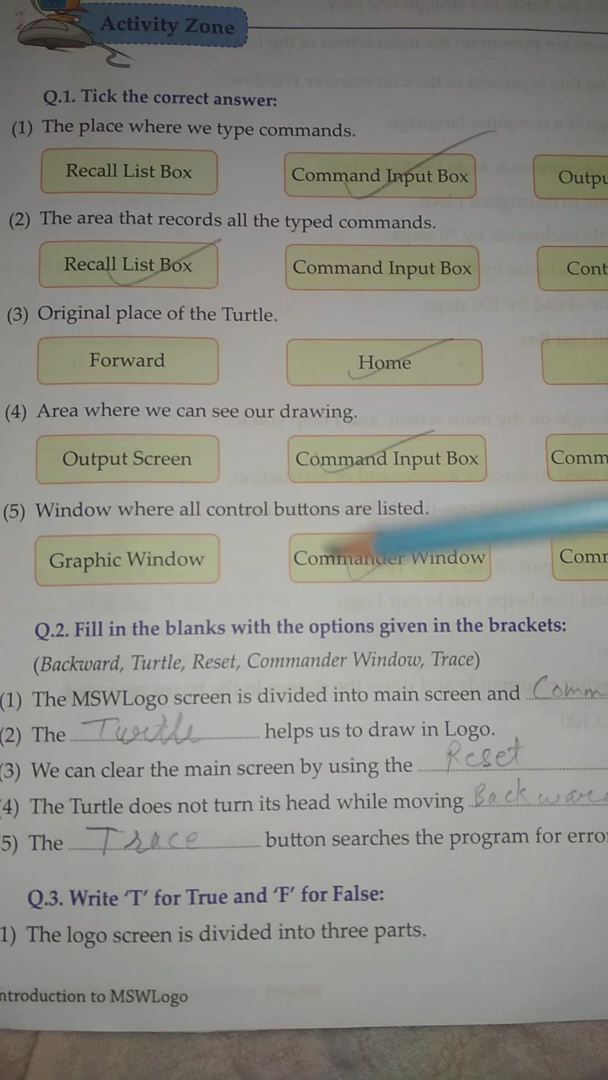 Activity Zone
Q.1. Tick the correct answer:
(1) The place where we type commands.
Recall List Box Command Input Box Outpu
(2) The area that records all the typed commands.
Recall List Box Command Input Box Cont
(3) Original place of the Turtle.
Forward Home
(4) Area where we can see our drawing.
Output Screen Command Input Box Comm
(5) Window where all control buttons are listed.
Graphic Window Commander Window Comm
Q.2. Fill in the blanks with the options given in the brackets:
(Backward, Turtle, Reset, Commander Window, Trace)
(1) The MSWLogo screen is divided into main screen and Comm
(2) The Turtle helps us to draw in Logo.
(3) We can clear the main screen by using the Reset
(4) The Turtle does not turn its head while moving Backward
(5) The Trace button searches the program for erro
Q.3. Write 'T' for True and 'F' for False:
1) The logo screen is divided into three parts.
ntroduction to MSWLogo